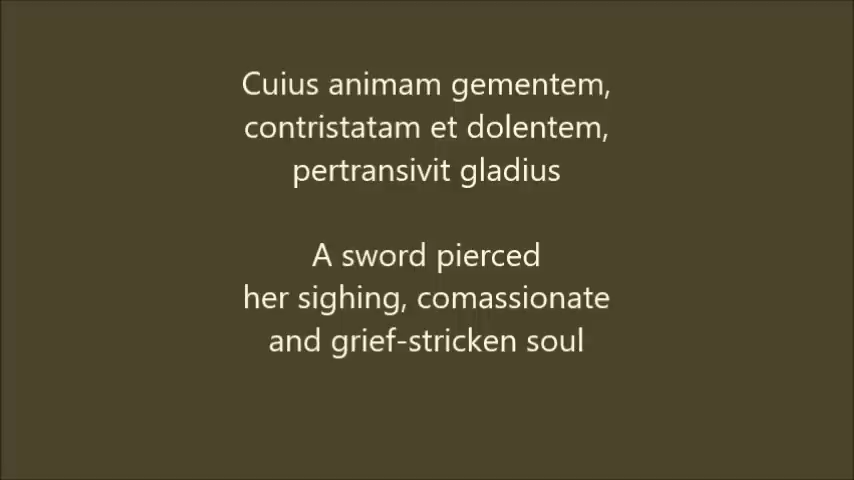 Cuius animam gementem,
contristatam et dolentem,
pertransivit gladius
A sword pierced
her sighing, comassionate
and grief-stricken soul